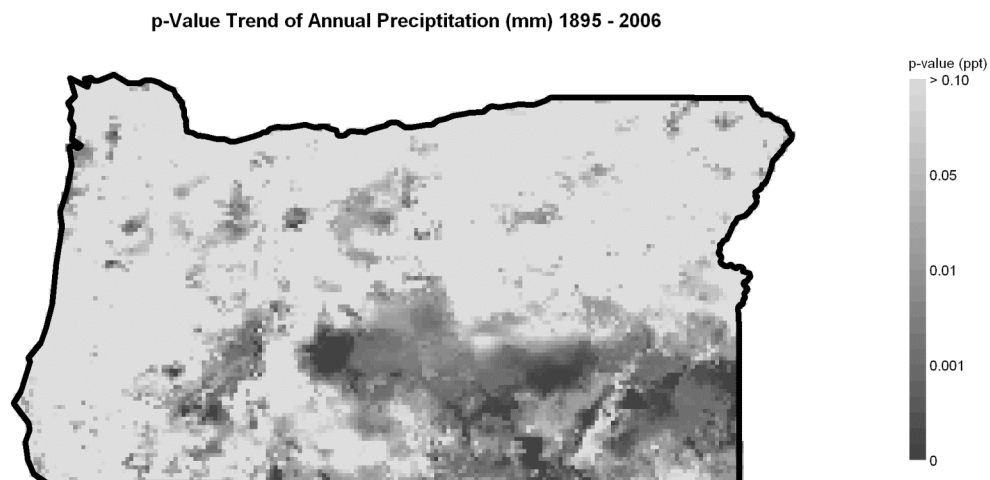 p-Value Trend of Annual Preciptitation (mm) 1895 - 2006
p-value (ppt)
> 0.10
0.05
0.01
0.001
0